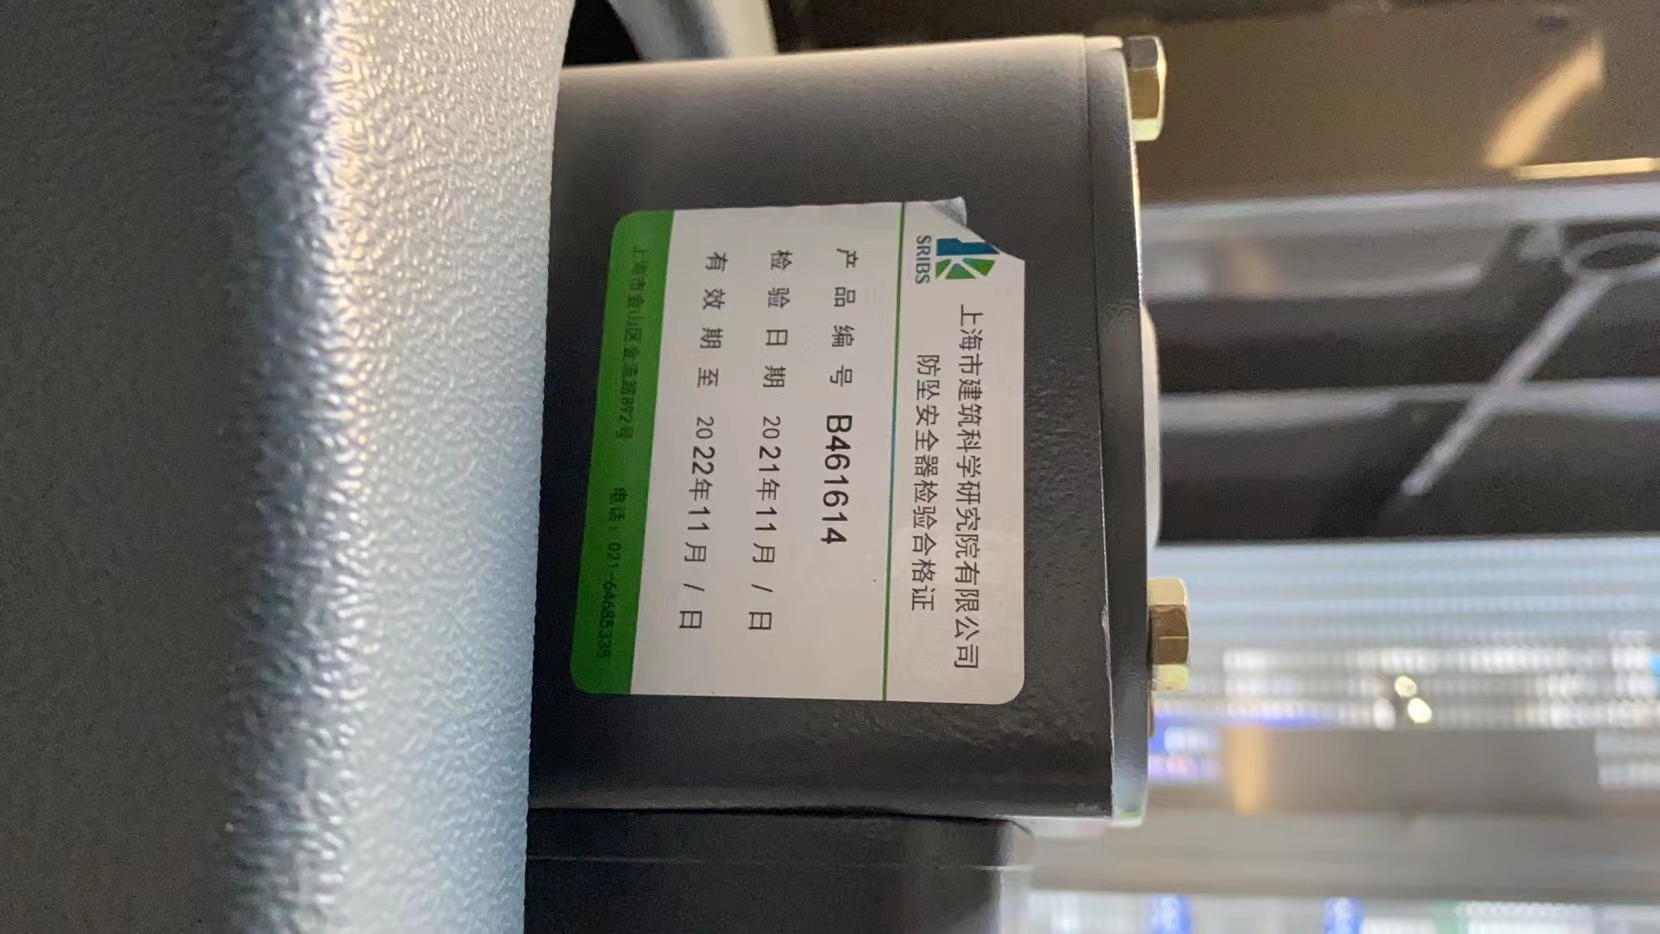 SRIBS
上海市建筑科学研究院有限公司
防坠安全器检验合格证
产品编号 B461614
检验日期 2021年11月/日
有效期至 2022年11月/日
上海市金山区金流路892号 电话：021-64685335